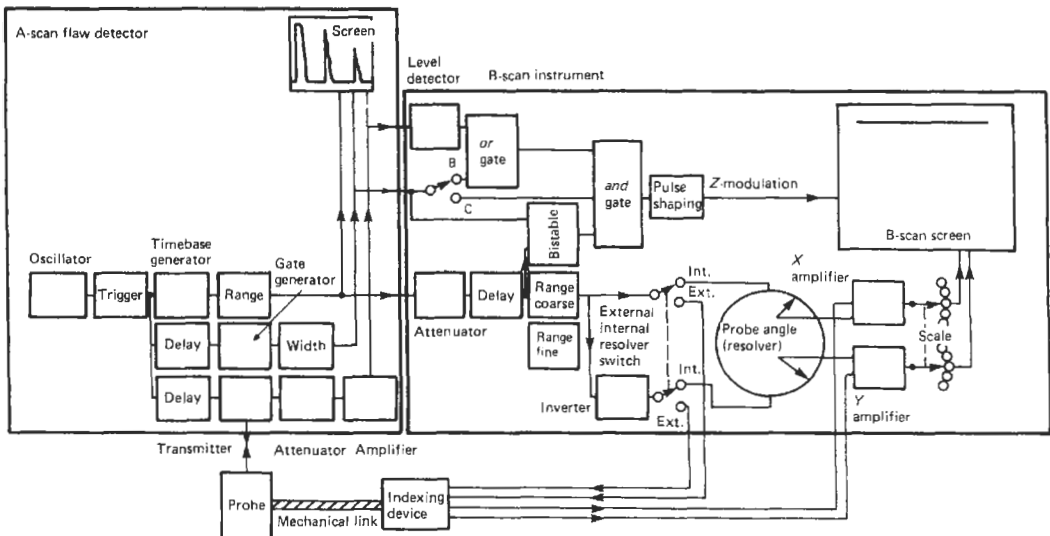 A-scan flaw detector
Screen
Level
detector
B-scan instrument
or
gate
B
C
and
gate
Pulse
shaping
Z-modulation
B-scan screen
Bistable
Oscillator
Trigger
Timebase
generator
Gate
generator
Range
Delay
Width
Delay
Transmitter
Attenuator
Amplifier
Attenuator
Delay
Range
coarse
Range
fine
Int.
Ext.
External
internal
resolver
switch
Inverter
Int.
Ext.
Probe angle
(resolver)
X
amplifier
Scale
Y
amplifier
Probe
Mechanical link
Indexing
device